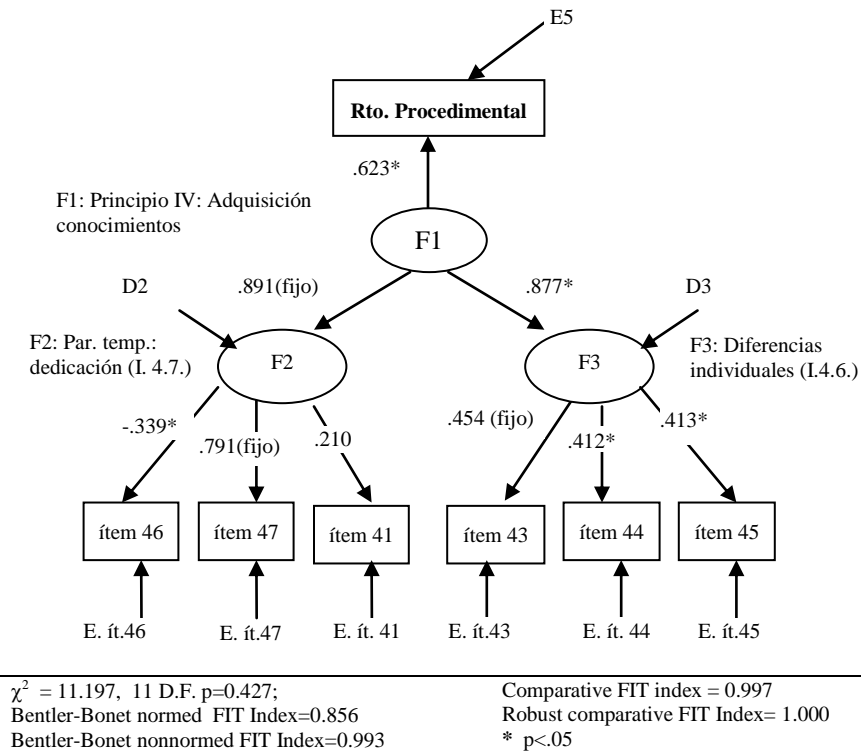 E5
Rto. Procedimental
.623*
F1: Principio IV: Adquisición
conocimientos
F1
D2
.891(fijo)
.877*
D3
F2: Par. temp.:
dedicación (I. 4.7.)
F2
F3
F3: Diferencias
individuales (I.4.6.)
-.339*
.791(fijo)
.210
.454 (fijo)
.412*
.413*
ítem 46
ítem 47
ítem 41
ítem 43
ítem 44
ítem 45
E. ít.46
E. ít.47
E. ít. 41
E. ít.43
E. ít. 44
E. ít.45
χ² = 11.197, 11 D.F. p=0.427;
Bentler-Bonet normed FIT Index=0.856
Bentler-Bonet nonnormed FIT Index=0.993
Comparative FIT index = 0.997
Robust comparative FIT Index= 1.000
* p<.05